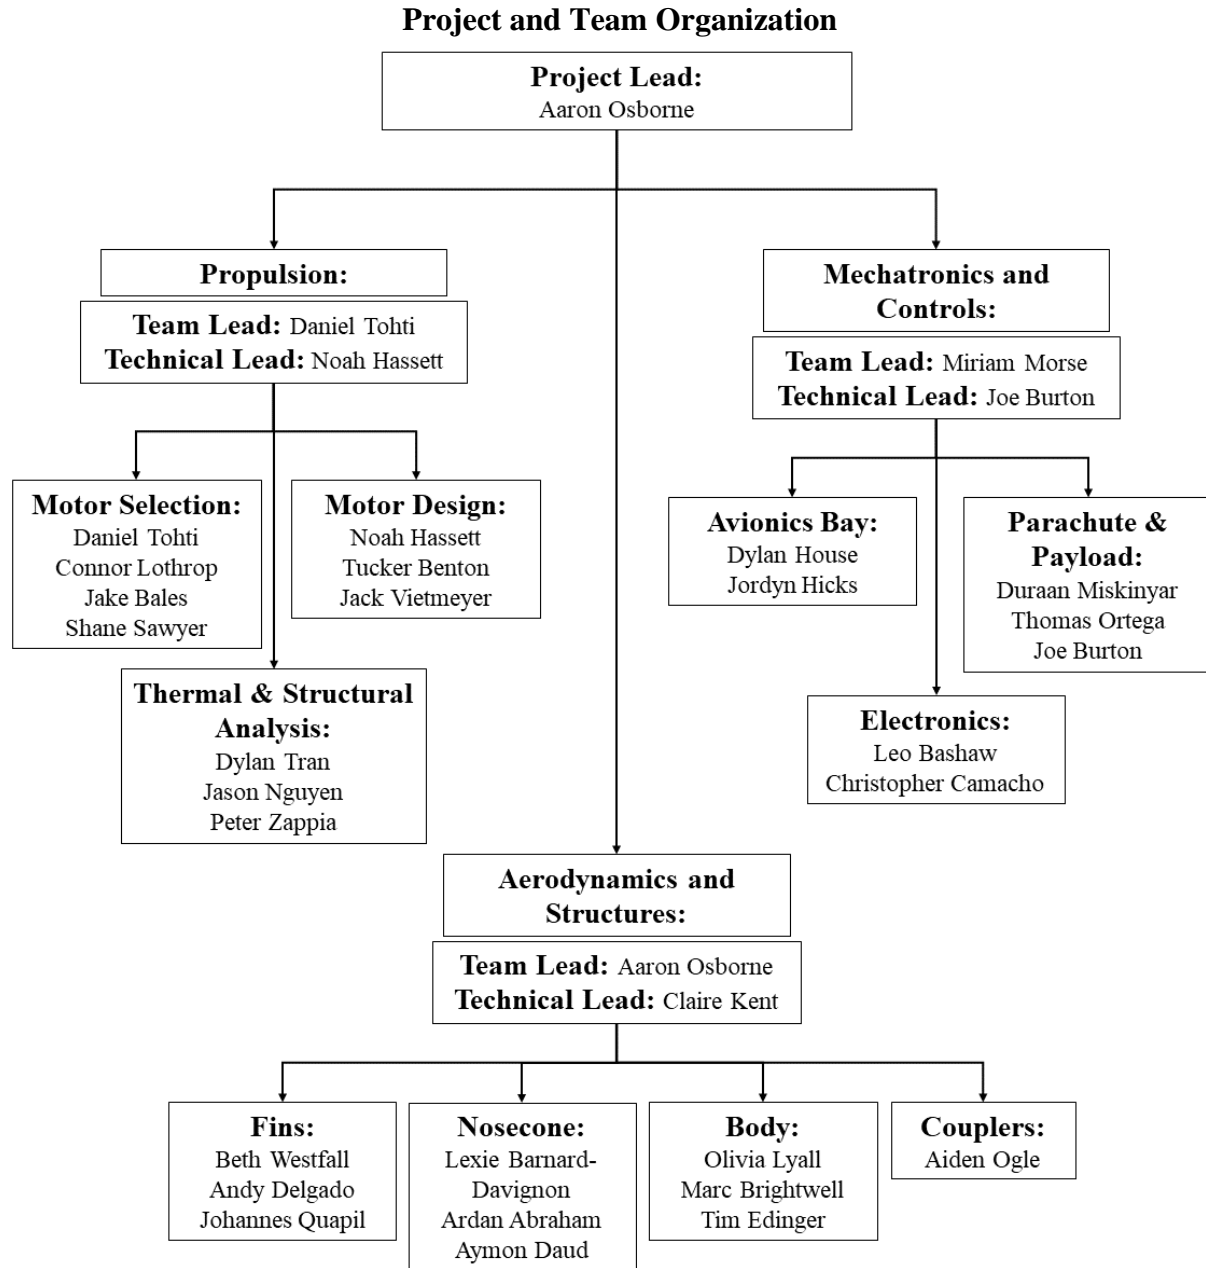 Project and Team Organization
Project Lead:
Aaron Osborne
Propulsion:
Team Lead: Daniel Tohti
Technical Lead: Noah Hassett
Mechatronics and
Controls:
Team Lead: Miriam Morse
Technical Lead: Joe Burton
Motor Selection:
Daniel Tohti
Connor Lothrop
Jake Bales
Shane Sawyer
Motor Design:
Noah Hassett
Tucker Benton
Jack Vietmeyer
Thermal & Structural
Analysis:
Dylan Tran
Jason Nguyen
Peter Zappia
Avionics Bay:
Dylan House
Jordyn Hicks
Parachute &
Payload:
Duraan Miskinyar
Thomas Ortega
Joe Burton
Electronics:
Leo Bashaw
Christopher Camacho
Aerodynamics and
Structures:
Team Lead: Aaron Osborne
Technical Lead: Claire Kent
Fins:
Beth Westfall
Andy Delgado
Johannes Quapil
Nosecone:
Lexie Barnard-
Davignon
Ardan Abraham
Aymon Daud
Body:
Olivia Lyall
Marc Brightwell
Tim Edinger
Couplers:
Aiden Ogle